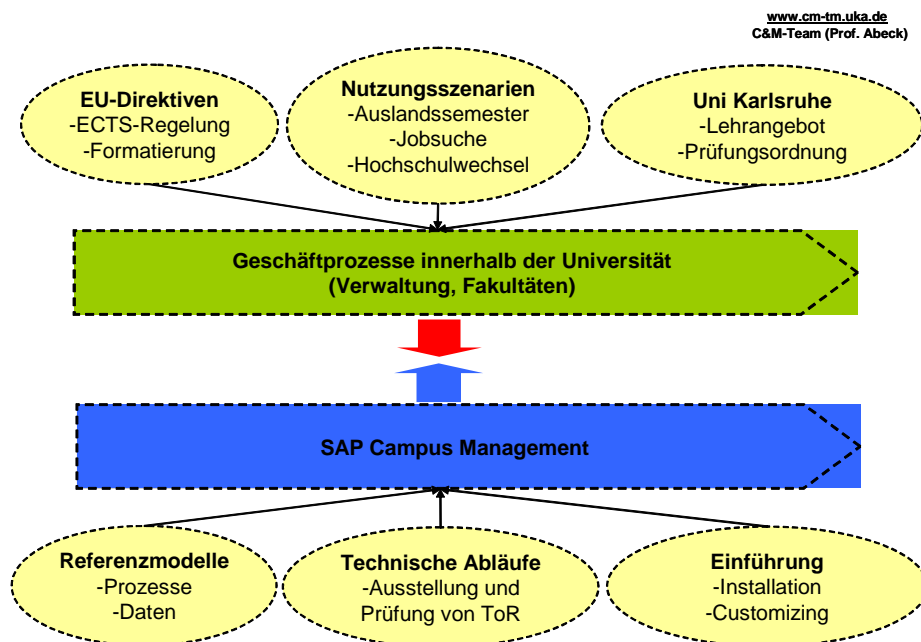 www.cm-tm.uka.de
C&M-Team (Prof. Abeck)
EU-Direktiven
-ECTS-Regelung
-Formatierung
Nutzungsszenarien
-Auslandssemester
-Jobsuche
-Hochschulwechsel
Uni Karlsruhe
-Lehrangebot
-Prüfungsordnung
Geschäftprozesse innerhalb der Universität
(Verwaltung, Fakultäten)
SAP Campus Management
Referenzmodelle
-Prozesse
-Daten
Technische Abläufe
-Ausstellung und
Prüfung von ToR
Einführung
-Installation
-Customizing